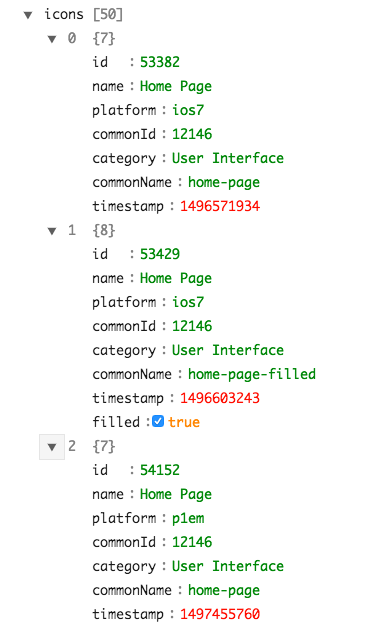 icons [50]
0 {7}
id : 53382
name : Home Page
platform : ios7
commonId : 12146
category : User Interface
commonName : home-page
timestamp : 1496571934
1 {8}
id : 53429
name : Home Page
platform : ios7
commonId : 12146
category : User Interface
commonName : home-page-filled
timestamp : 1496603243
filled : true
2 {7}
id : 54152
name : Home Page
platform : p1em
commonId : 12146
category : User Interface
commonName : home-page
timestamp : 1497455760